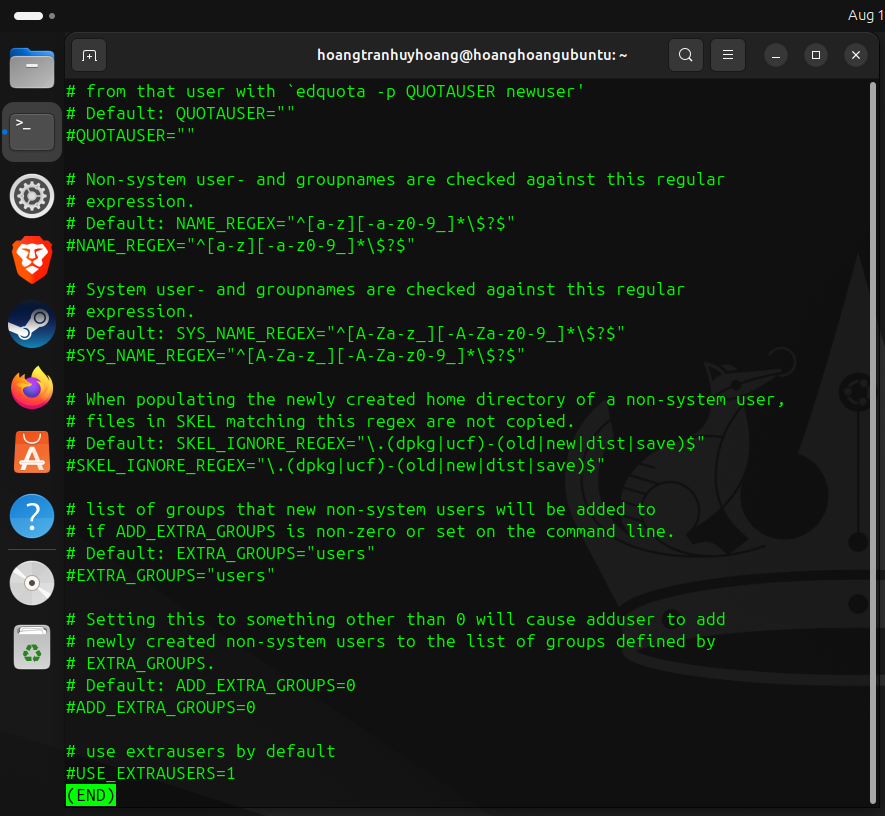 Aug 1
hoangtranhuyhoang@hoanghoangubuntu: ~
# from that user with `edquota -p QUOTAUSER newuser'
# Default: QUOTAUSER=""
#QUOTAUSER=""
# Non-system user- and groupnames are checked against this regular
# expression.
# Default: NAME_REGEX="^[a-z][-a-z0-9_]*\$?$"
#NAME_REGEX="^[a-z][-a-z0-9_]*\$?$"
# System user- and groupnames are checked against this regular
# expression.
# Default: SYS_NAME_REGEX="^[A-Za-z_][-A-Za-z0-9_]*\$?$"
#SYS_NAME_REGEX="^[A-Za-z_][-A-Za-z0-9_]*\$?$"
# When populating the newly created home directory of a non-system user,
# files in SKEL matching this regex are not copied.
# Default: SKEL_IGNORE_REGEX="\.(dpkg|ucf)-(old|new|dist|save)$"
#SKEL_IGNORE_REGEX="\.(dpkg|ucf)-(old|new|dist|save)$"
# list of groups that new non-system users will be added to
# if ADD_EXTRA_GROUPS is non-zero or set on the command line.
# Default: EXTRA_GROUPS="users"
#EXTRA_GROUPS="users"
# Setting this to something other than 0 will cause adduser to add
# newly created non-system users to the list of groups defined by
# EXTRA_GROUPS.
# Default: ADD_EXTRA_GROUPS=0
#ADD_EXTRA_GROUPS=0
# use extrausers by default
#USE_EXTRAUSERS=1
(END)